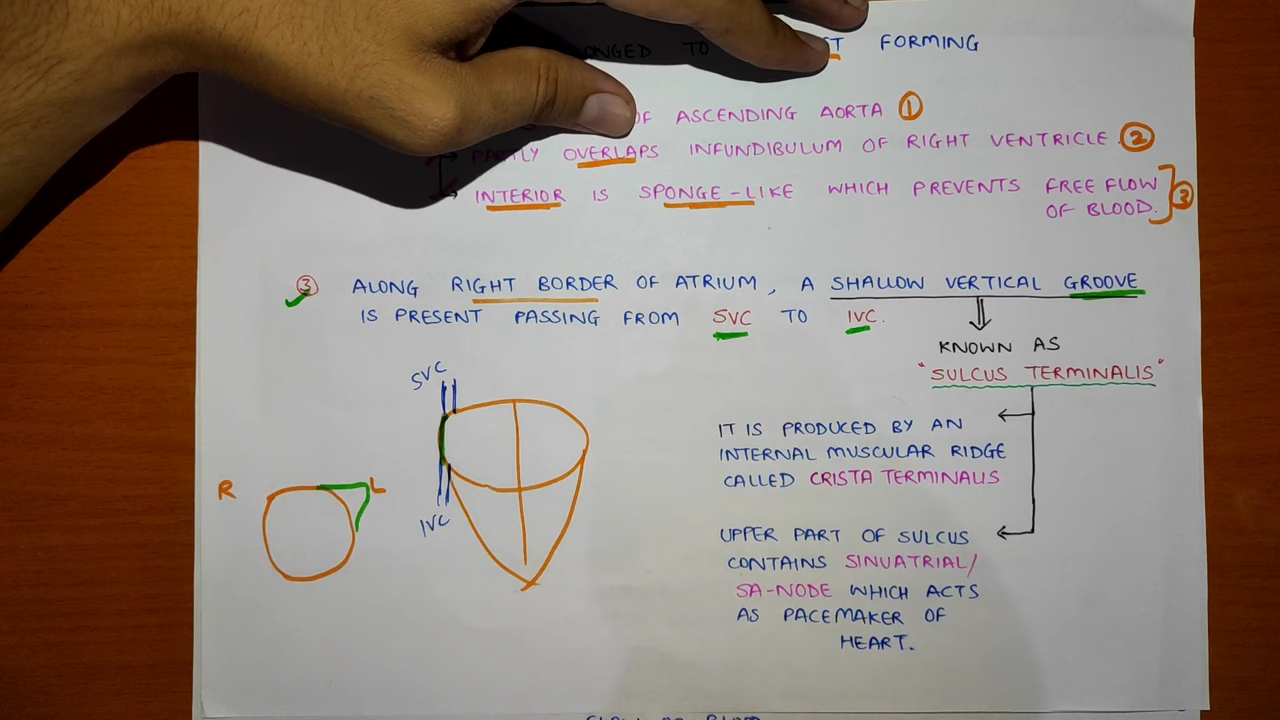 TO FORMING
OF ASCENDING AORTA 1
PARTLY OVERLAPS INFUNDIBULUM OF RIGHT VENTRICLE. 2
INTERIOR IS SPONGE-LIKE WHICH PREVENTS FREE FLOW
OF BLOOD. 3
3 ALONG RIGHT BORDER OF ATRIUM, A SHALLOW VERTICAL GROOVE
IS PRESENT PASSING FROM SVC TO IVC.
KNOWN AS
"SULCUS TERMINALIS"
IT IS PRODUCED BY AN
INTERNAL MUSCULAR RIDGE
CALLED CRISTA TERMINALIS
UPPER PART OF SULCUS
CONTAINS SINUATRIAL/
SA-NODE WHICH ACTS
AS PACEMAKER OF
HEART.
SVC
IVC
R
L